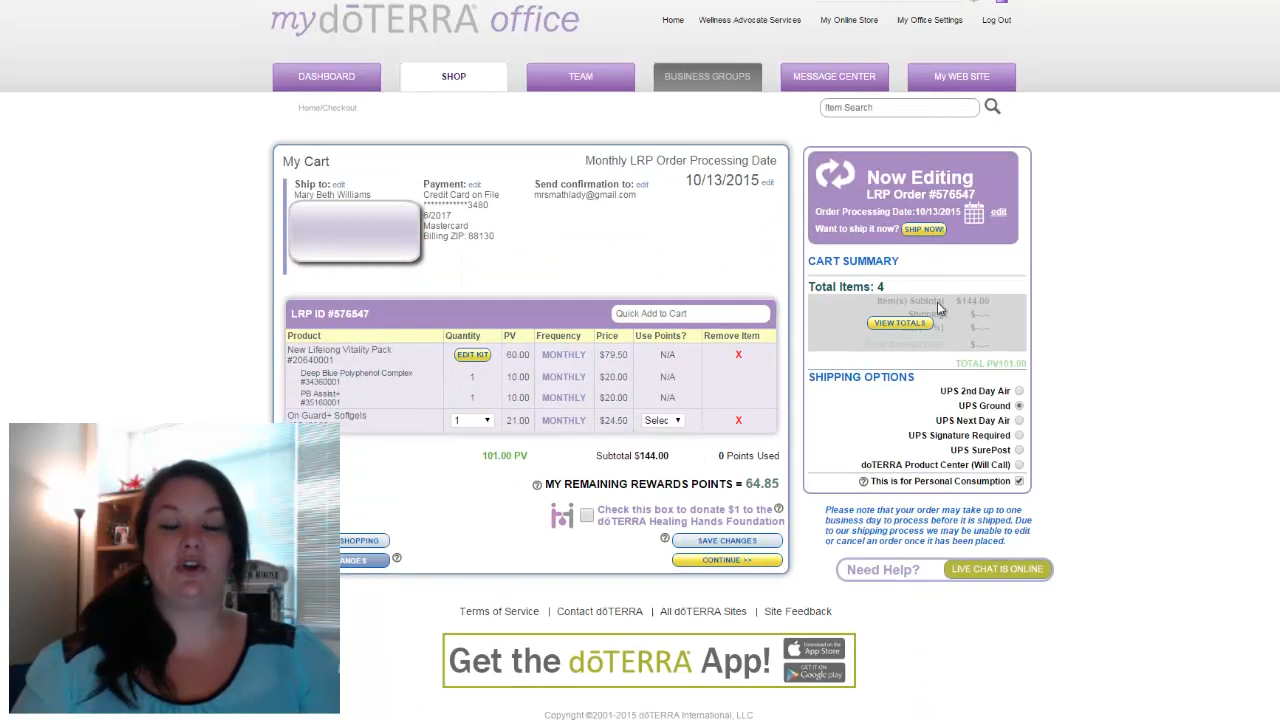 mydōTERRA office
Home Wellness Advocate Services My Online Store My Office Settings Log Out
DASHBOARD SHOP TEAM BUSINESS GROUPS MESSAGE CENTER My WEB SITE
Home/Checkout
Item Search
My Cart
Monthly LRP Order Processing Date
10/13/2015 edit
Ship to: edit
Mary Beth Williams
Payment: edit
Credit Card on File
***********3480
6/2017
Mastercard
Billing ZIP: 88130
Send confirmation to: edit
mrsmathlady@gmail.com
LRP ID #576547
Quick Add to Cart
Product Quantity PV Frequency Price Use Points? Remove Item
New Lifelong Vitality Pack
#20640001
EDIT KIT 60.00 MONTHLY $79.50 N/A X
Deep Blue Polyphenol Complex
#34360001
1 10.00 MONTHLY $20.00 N/A
PB Assist+
#35160001
1 10.00 MONTHLY $20.00 N/A
On Guard+ Softgels
1 21.00 MONTHLY $24.50 Selec X
101.00 PV Subtotal $144.00 0 Points Used
MY REMAINING REWARDS POINTS = 64.85
Check this box to donate $1 to the
dōTERRA Healing Hands Foundation
SHOPPING
SAVE CHANGES
CONTINUE >>
Now Editing
LRP Order #576547
Order Processing Date:10/13/2015 edit
Want to ship it now? SHIP NOW!
CART SUMMARY
Total Items: 4
Item(s) Subtotal $144.00
VIEW TOTALS
TOTAL PV101.00
SHIPPING OPTIONS
UPS 2nd Day Air
UPS Ground
UPS Next Day Air
UPS Signature Required
UPS SurePost
doTERRA Product Center (Will Call)
This is for Personal Consumption
Please note that your order may take up to one
business day to process before it is shipped. Due
to our shipping process we may be unable to edit
or cancel an order once it has been placed.
Need Help? LIVE CHAT IS ONLINE
Terms of Service | Contact dōTERRA | All dōTERRA Sites | Site Feedback
Get the dōTERRA App!
Download on the
App Store
GET IT ON
Google play
Copyright ©2001-2015 dōTERRA International, LLC